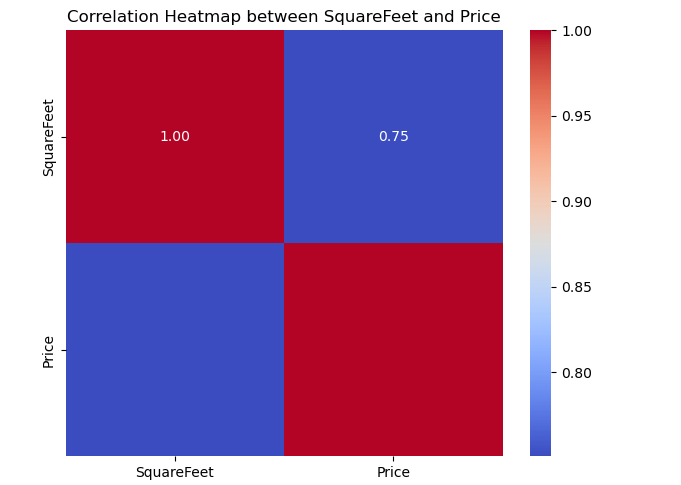 Correlation Heatmap between SquareFeet and Price
SquareFeet
1.00
0.75
Price
SquareFeet
Price
1.00
0.95
0.90
0.85
0.80